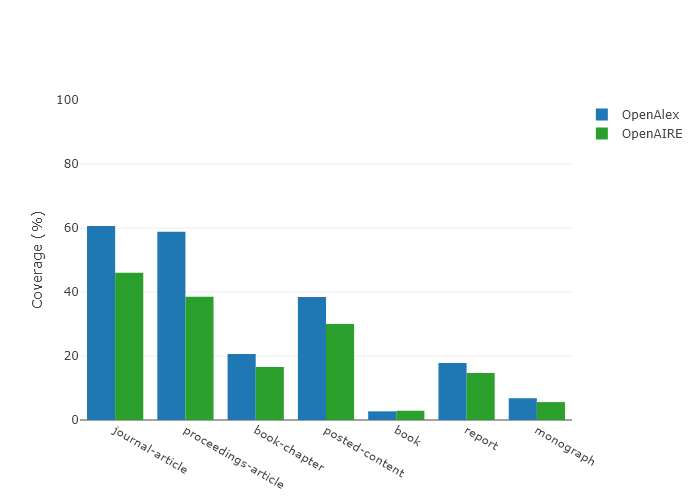 100
80
60
40
20
0
Coverage (%)
journal-article
proceedings-article
book-chapter
posted-content
book
report
monograph
OpenAlex
OpenAIRE